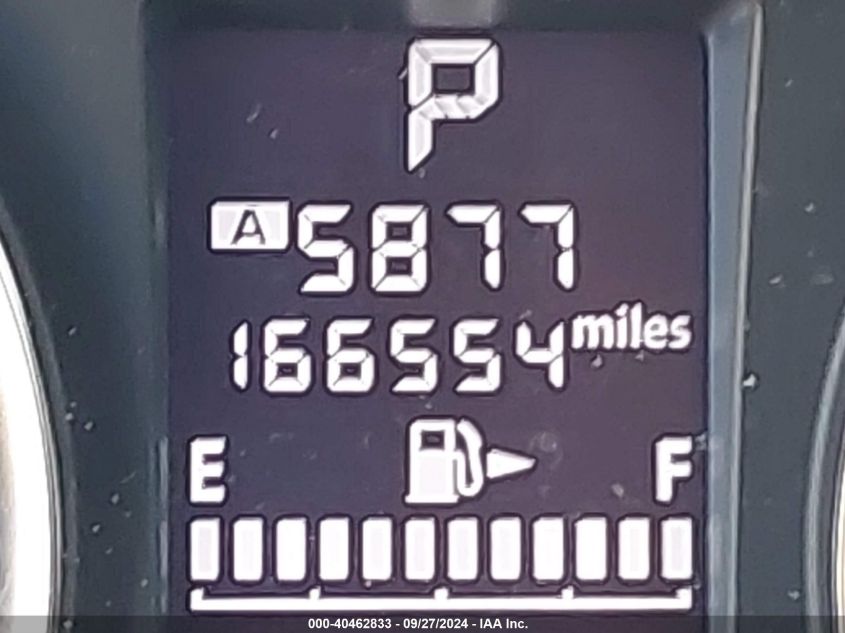 P
A 5877
166554 miles
E F
000-40462833 - 09/27/2024 - IAA Inc.